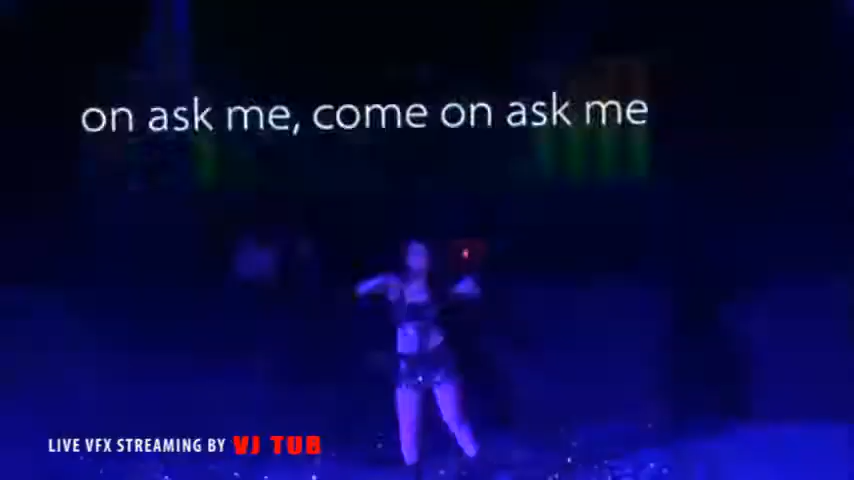 on ask me, come on ask me
LIVE VFX STREAMING BY VJ TUB